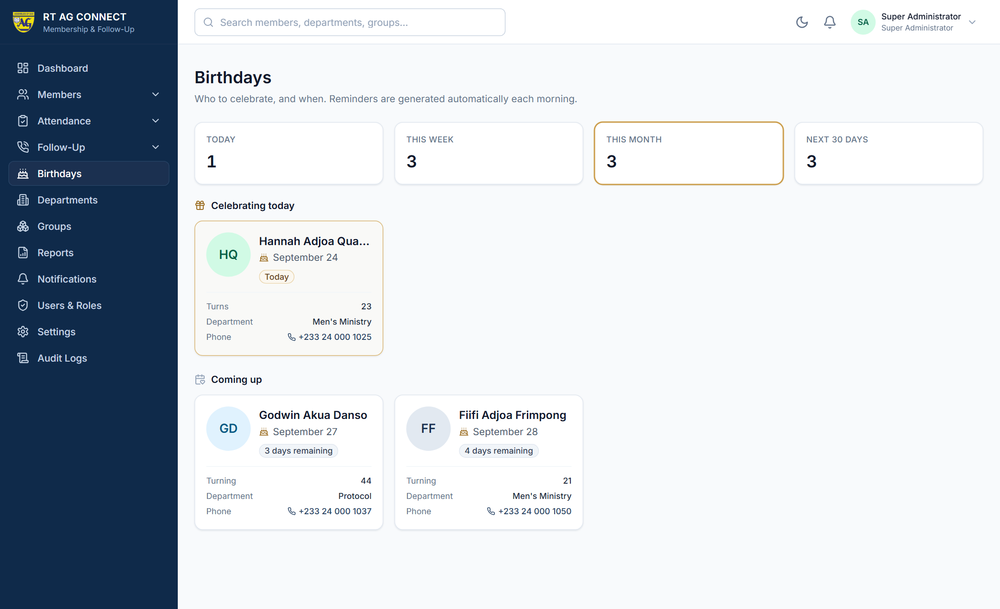 ASSEMBLIES OF GOD
AG
RT AG CONNECT
Membership & Follow-Up
Search members, departments, groups...
SA
Super Administrator
Super Administrator
Dashboard
Members
Attendance
Follow-Up
Birthdays
Departments
Groups
Reports
Notifications
Users & Roles
Settings
Audit Logs
Birthdays
Who to celebrate, and when. Reminders are generated automatically each morning.
TODAY
1
THIS WEEK
3
THIS MONTH
3
NEXT 30 DAYS
3
Celebrating today
HQ
Hannah Adjoa Qua...
September 24
Today
Turns 23
Department Men's Ministry
Phone +233 24 000 1025
Coming up
GD
Godwin Akua Danso
September 27
3 days remaining
Turning 44
Department Protocol
Phone +233 24 000 1037
FF
Fiifi Adjoa Frimpong
September 28
4 days remaining
Turning 21
Department Men's Ministry
Phone +233 24 000 1050